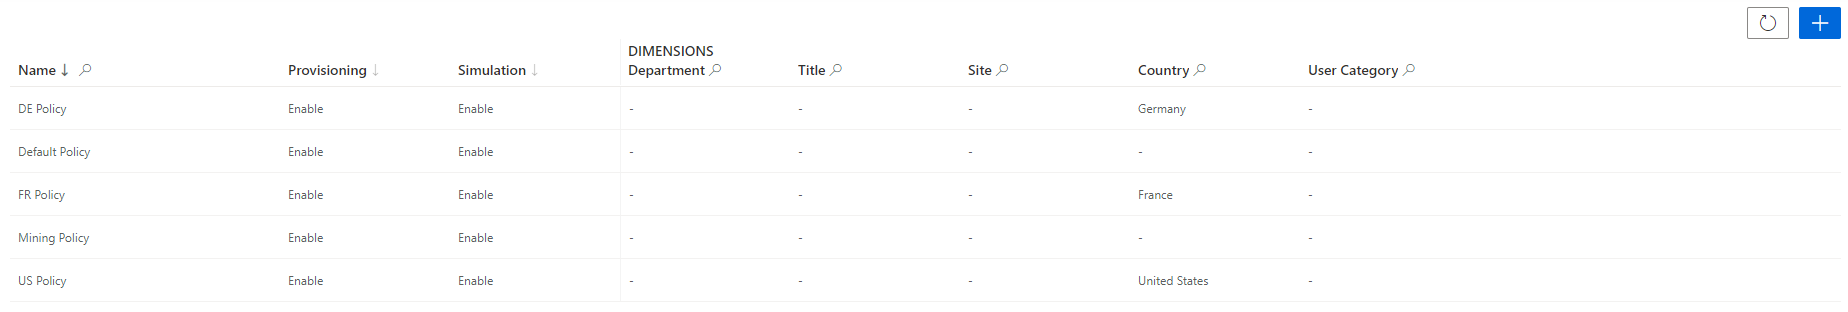 DIMENSIONS
Name Provisioning Simulation Department Title Site Country User Category
DE Policy Enable Enable - - - Germany -
Default Policy Enable Enable - - - - -
FR Policy Enable Enable - - - France -
Mining Policy Enable Enable - - - - -
US Policy Enable Enable - - - United States -